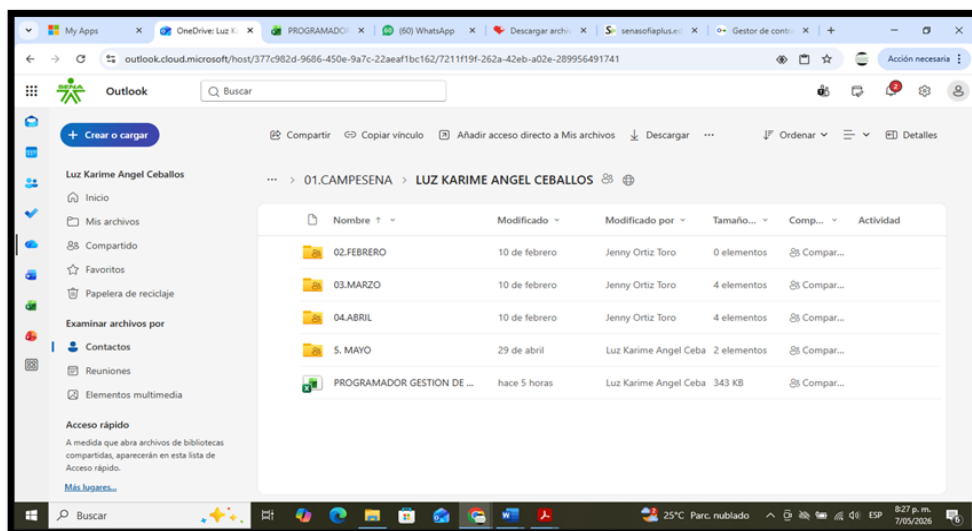 My Apps
OneDrive: Luz K
PROGRAMADO
(60) WhatsApp
Descargar archiv
senasofiaplus.ed
Gestor de contr
outlook.cloud.microsoft/host/377c982d-9686-450e-9a7c-22aeaf1bc162/7211f19f-262a-42eb-a02e-289956491741
Acción necesaria
SENA
Outlook
Buscar
Crear o cargar
Compartir
Copiar vínculo
Añadir acceso directo a Mis archivos
Descargar
Ordenar
Detalles
Luz Karime Angel Ceballos
Inicio
Mis archivos
Compartido
Favoritos
Papelera de reciclaje
Examinar archivos por
Contactos
Reuniones
Elementos multimedia
Acceso rápido
A medida que abra archivos de bibliotecas
compartidas, aparecerán en esta lista de
Acceso rápido.
Más lugares...
... > 01.CAMPESENA > LUZ KARIME ANGEL CEBALLOS
Nombre Modificado Modificado por Tamaño... Comp... Actividad
02.FEBRERO 10 de febrero Jenny Ortiz Toro 0 elementos Compar...
03.MARZO 10 de febrero Jenny Ortiz Toro 4 elementos Compar...
04.ABRIL 10 de febrero Jenny Ortiz Toro 4 elementos Compar...
5. MAYO 29 de abril Luz Karime Angel Ceba 2 elementos Compar...
PROGRAMADOR GESTION DE ... hace 5 horas Luz Karime Angel Ceba 343 KB Compar...
Buscar
25°C Parc. nublado
ESP
8:27 p. m.
7/05/2026